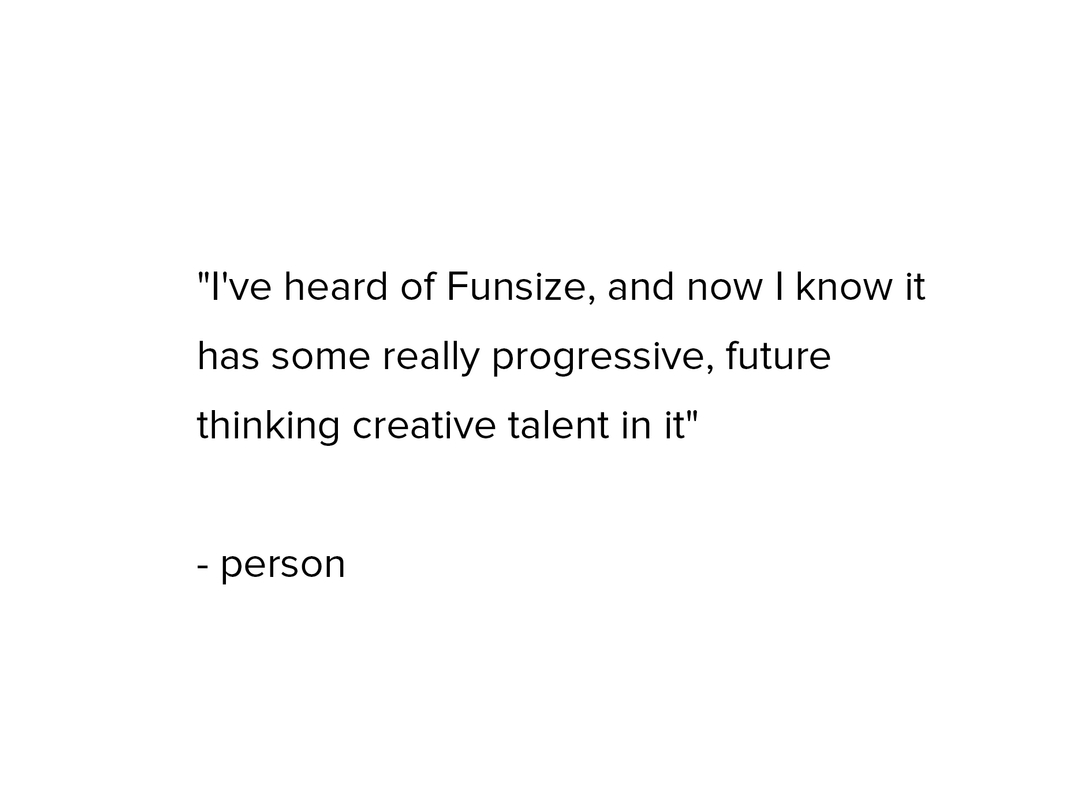 "I've heard of Funsize, and now I know it
has some really progressive, future
thinking creative talent in it"
- person